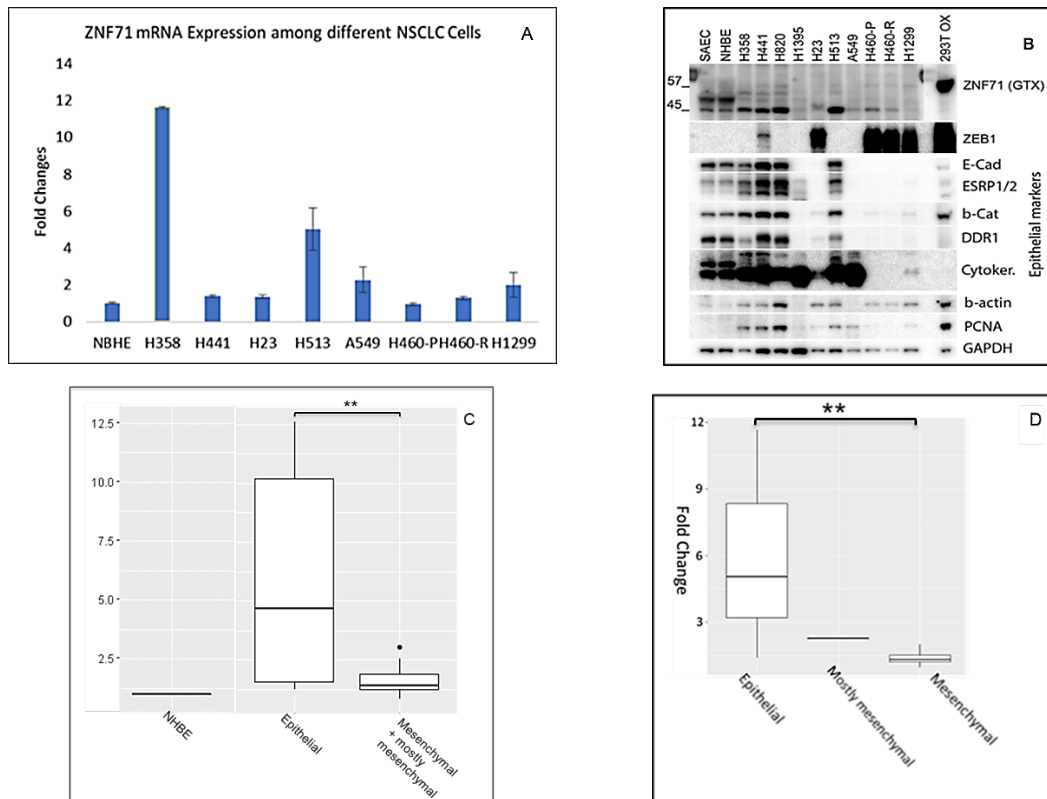 ZNF71 mRNA Expression among different NSCLC Cells
A
Fold Changes
14
12
10
8
6
4
2
0
NBHE H358 H441 H23 H513 A549 H460-P H460-R H1299
B
SAEC NHBE H358 H441 H820 H1395 H23 H513 A549 H460-P H460-R H1299 293T OX
57
45
ZNF71 (GTX)
ZEB1
E-Cad
ESRP1/2
b-Cat
DDR1
Cytoker.
b-actin
PCNA
GAPDH
Epithelial markers
C
**
12.5
10.0
7.5
5.0
2.5
NHBE
Epithelial
Mesenchymal
+ mostly
mesenchymal
D
**
Fold Change
12
9
6
3
Epithelial
Mostly mesenchymal
Mesenchymal